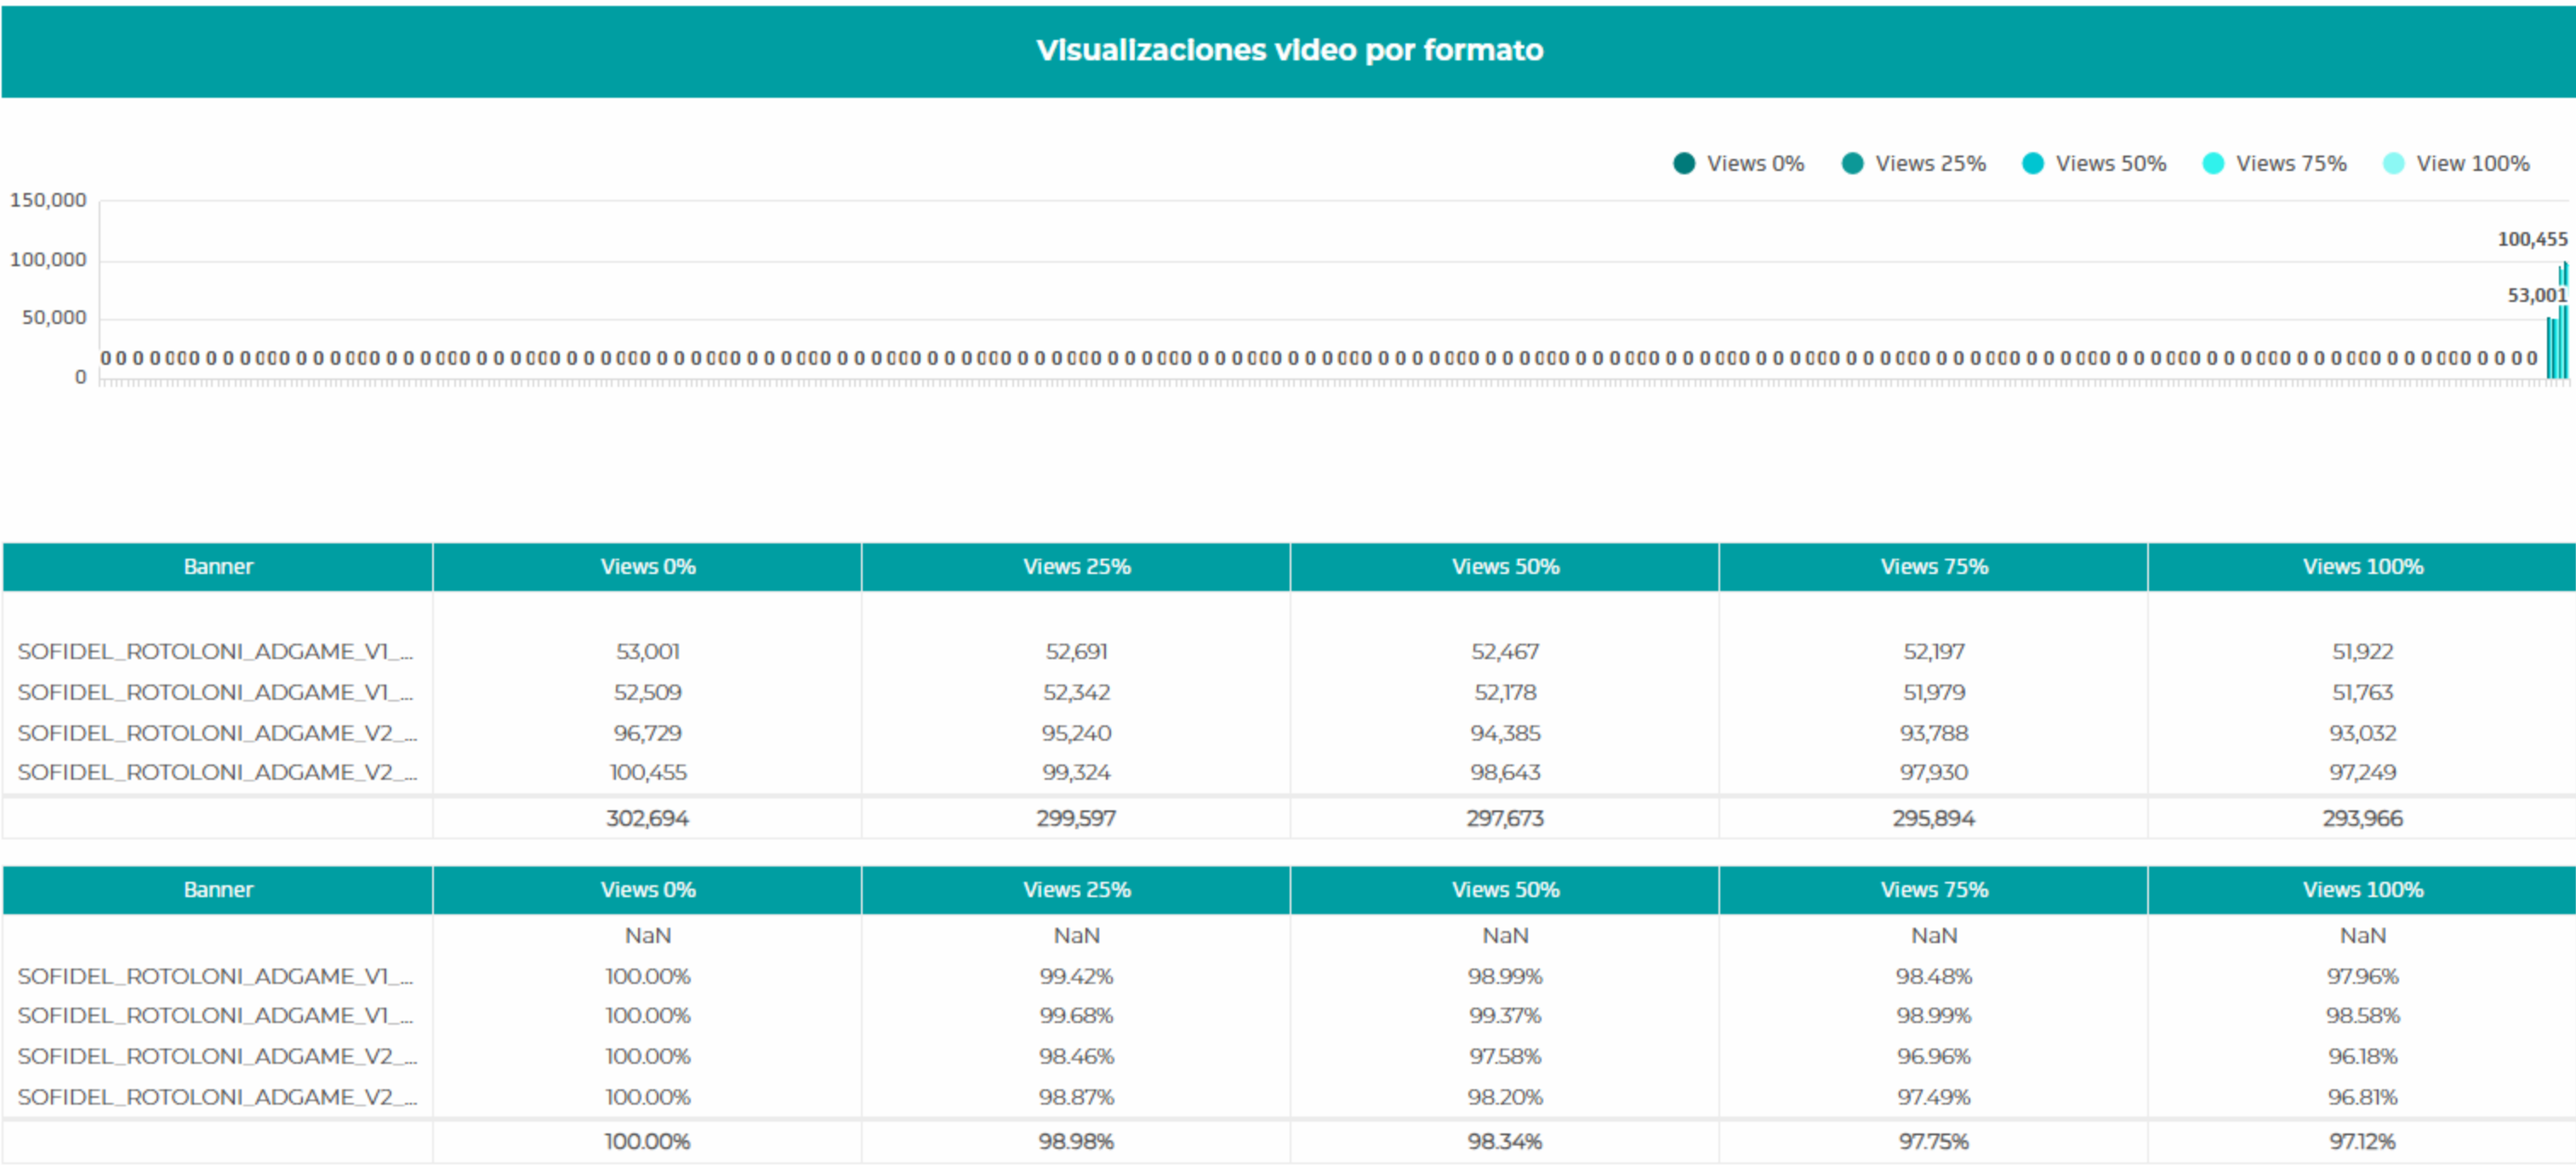 Visualizaciones video por formato
Views 0% Views 25% Views 50% Views 75% View 100%
150,000
100,455
100,000
53,001
50,000
0
Banner Views 0% Views 25% Views 50% Views 75% Views 100%
SOFIDEL_ROTOLONI_ADGAME_V1_... 53,001 52,691 52,467 52,197 51,922
SOFIDEL_ROTOLONI_ADGAME_V1_... 52,509 52,342 52,178 51,979 51,763
SOFIDEL_ROTOLONI_ADGAME_V2_... 96,729 95,240 94,385 93,788 93,032
SOFIDEL_ROTOLONI_ADGAME_V2_... 100,455 99,324 98,643 97,930 97,249
302,694 299,597 297,673 295,894 293,966
Banner Views 0% Views 25% Views 50% Views 75% Views 100%
NaN NaN NaN NaN NaN
SOFIDEL_ROTOLONI_ADGAME_V1_... 100.00% 99.42% 98.99% 98.48% 97.96%
SOFIDEL_ROTOLONI_ADGAME_V1_... 100.00% 99.68% 99.37% 98.99% 98.58%
SOFIDEL_ROTOLONI_ADGAME_V2_... 100.00% 98.46% 97.58% 96.96% 96.18%
SOFIDEL_ROTOLONI_ADGAME_V2_... 100.00% 98.87% 98.20% 97.49% 96.81%
100.00% 98.98% 98.34% 97.75% 97.12%